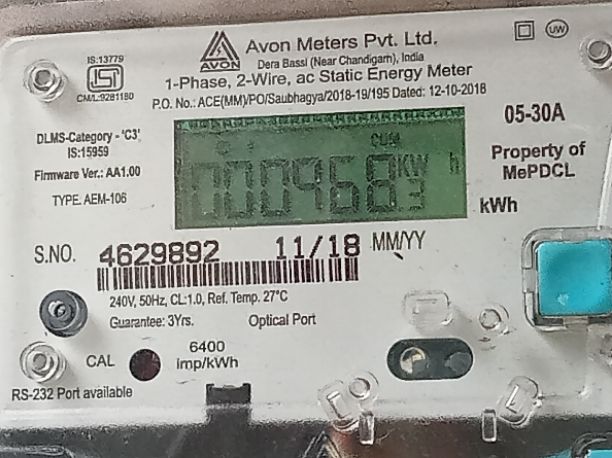 IS:13779
CM/L:9281180
AVON
Avon Meters Pvt. Ltd.
Dera Bassi (Near Chandigarh), India
1-Phase, 2-Wire, ac Static Energy Meter
P.O. No.: ACE(MM)/PO/Saubhagya/2018-19/195 Dated: 12-10-2018
UW
05-30A
DLMS-Category - 'C3'
IS:15959
Firmware Ver.: AA1.00
TYPE: AEM-106
CUM
000968 kW h
3
Property of
MePDCL
kWh
S.NO. 4629892 11/18 MM/YY
240V, 50Hz, CL:1.0, Ref. Temp. 27°C
Guarantee: 3Yrs. Optical Port
CAL 6400
imp/kWh
RS-232 Port available